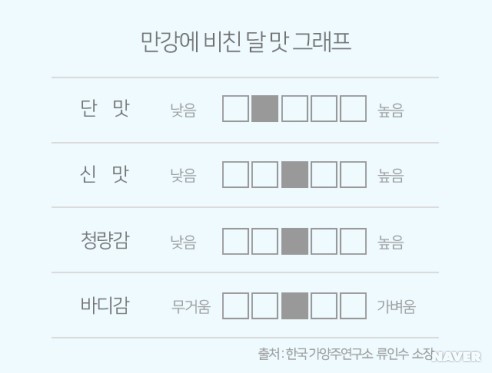 만강에 비친 달 맛 그래프
단 맛 낮음 높음
신 맛 낮음 높음
청량감 낮음 높음
바디감 무거움 가벼움
출처 : 한국가양주연구소 류인수 소장
NAVER